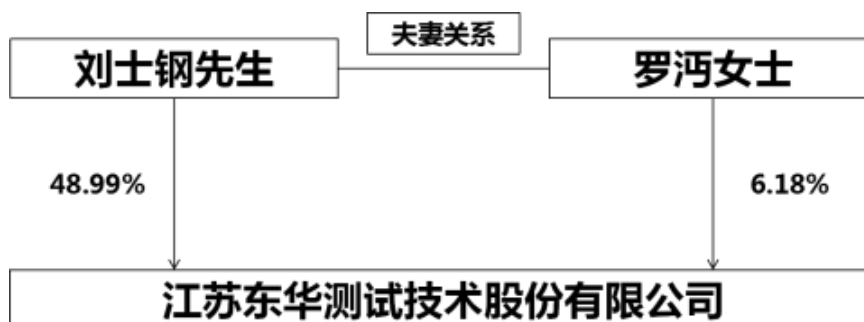 夫妻关系
刘士钢先生
罗沔女士
48.99%
6.18%
江苏东华测试技术股份有限公司